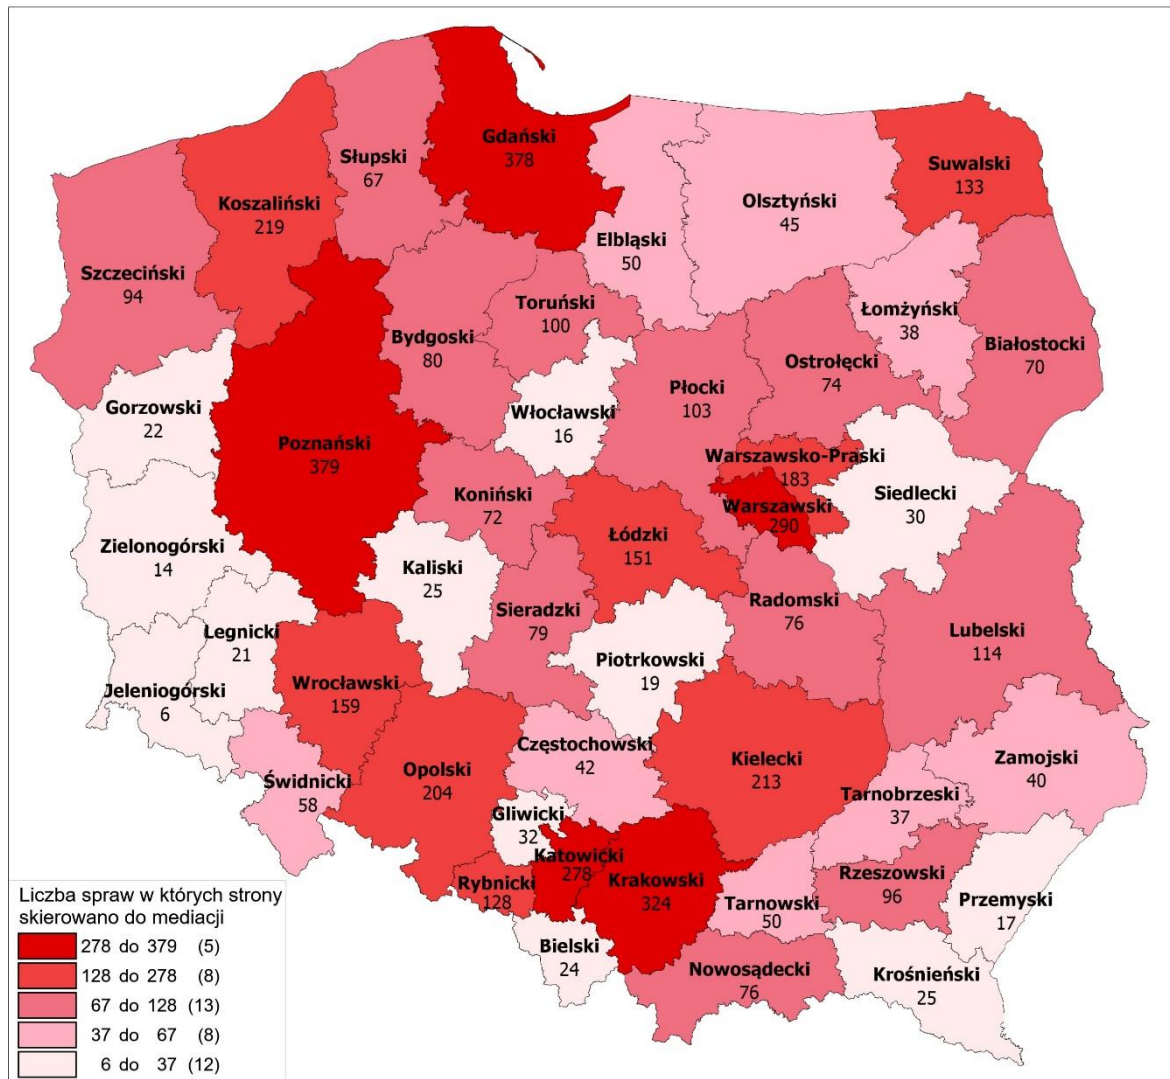 Gdański
378
Słupski
67
Suwalski
133
Koszaliński
219
Olsztyński
45
Elbląski
50
Szczeciński
94
Toruński
100
Łomżyński
38
Bydgoski
80
Ostrołęcki
74
Białostocki
70
Płocki
103
Gorzowski
22
Włocławski
16
Poznański
379
Warszawsko-Praski
183
Koniński
72
Siedlecki
30
Warszawski
290
Łódzki
151
Zielonogórski
14
Kaliski
25
Sieradzki
79
Radomski
76
Legnicki
21
Lubelski
114
Piotrkowski
19
Jeleniogórski
6
Wrocławski
159
Częstochowski
42
Kielecki
213
Zamojski
40
Opolski
204
Świdnicki
58
Tarnobrzeski
37
Gliwicki
32
Katowicki
278
Rzeszowski
96
Rybnicki
128
Krakowski
324
Tarnowski
50
Przemyski
17
Bielski
24
Nowosądecki
76
Krośnieński
25
Liczba spraw w których strony
skierowano do mediacji
278 do 379 (5)
128 do 278 (8)
67 do 128 (13)
37 do 67 (8)
6 do 37 (12)